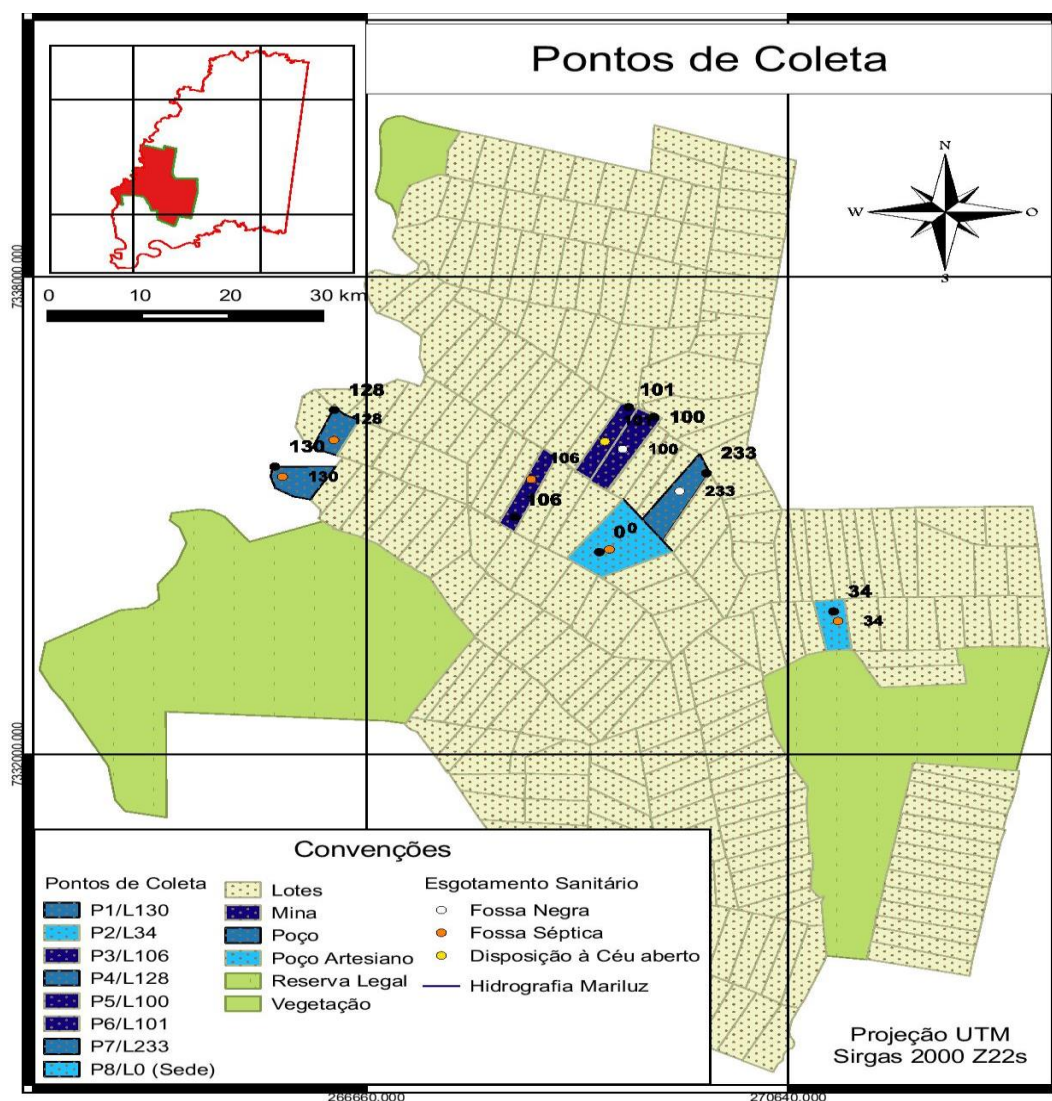 Pontos de Coleta
N
W
O
S
0 10 20 30 km
7338000.000
7332000.000
128
128
130
130
101
100
100
106
106
233
233
0
0
34
34
Convenções
Pontos de Coleta
P1/L130
P2/L34
P3/L106
P4/L128
P5/L100
P6/L101
P7/L233
P8/L0 (Sede)
Lotes
Mina
Poço
Poço Artesiano
Reserva Legal
Vegetação
Esgotamento Sanitário
Fossa Negra
Fossa Séptica
Disposição à Céu aberto
Hidrografia Mariluz
Projeção UTM
Sirgas 2000 Z22s
266660.000
270640.000